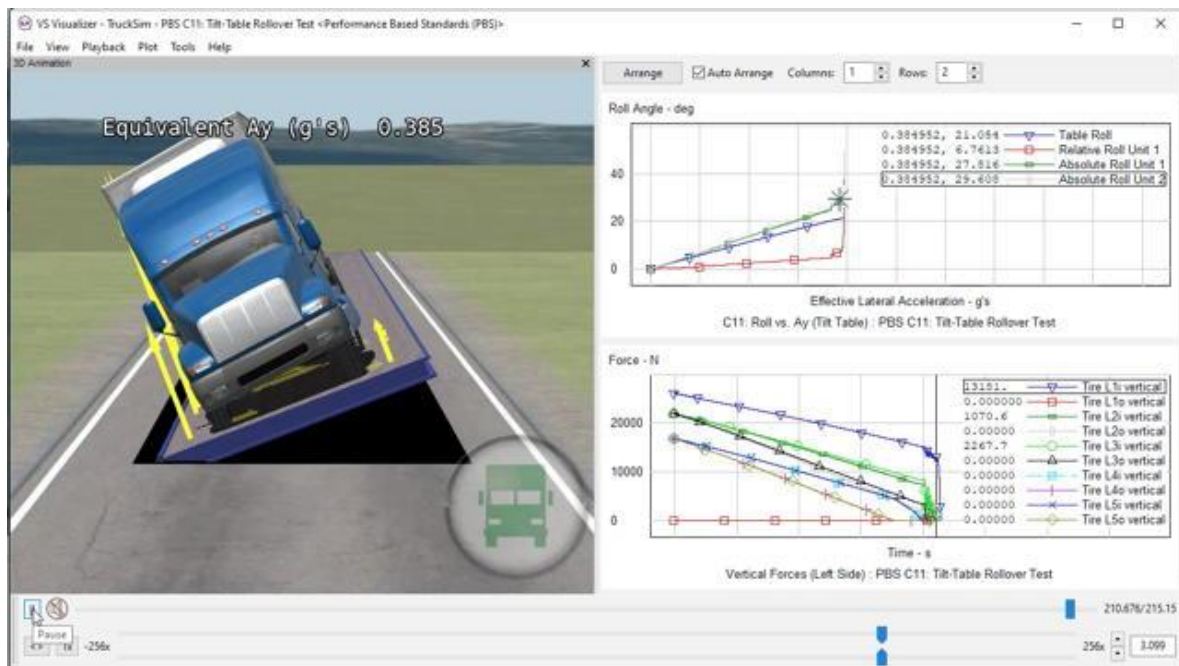 VS Visualizer - TruckSim - PBS C11: Tilt-Table Rollover Test <Performance Based Standards (PBS)>
File View Playback Plot Tools Help
3D Animation
Equivalent Ay (g's) 0.385
Arrange Auto Arrange Columns: 1 Rows: 2
Roll Angle - deg
0.384952, 21.054 Table Roll
0.384952, 6.7613 Relative Roll Unit 1
0.384952, 27.816 Absolute Roll Unit 1
0.384952, 29.608 Absolute Roll Unit 2
40
20
0
Effective Lateral Acceleration - g's
C11: Roll vs. Ay (Tilt Table) : PBS C11: Tilt-Table Rollover Test
Force - N
13181. Tire L1i vertical
0.000000 Tire L1o vertical
1070.6 Tire L2i vertical
0.00000 Tire L2o vertical
2267.7 Tire L3i vertical
0.00000 Tire L3o vertical
0.00000 Tire L4i vertical
0.00000 Tire L4o vertical
0.00000 Tire L5i vertical
0.00000 Tire L5o vertical
20000
10000
0
Time - s
Vertical Forces (Left Side) : PBS C11: Tilt-Table Rollover Test
210.676/215.15
Pause
-256x
256x 3.099